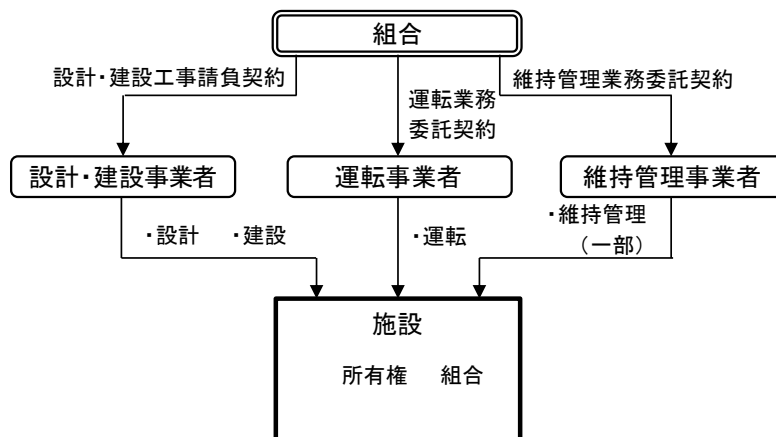 組合
設計・建設工事請負契約
運転業務
委託契約
維持管理業務委託契約
設計・建設事業者
運転事業者
維持管理事業者
・設計　・建設
・運転
・維持管理
（一部）
施設
所有権　組合